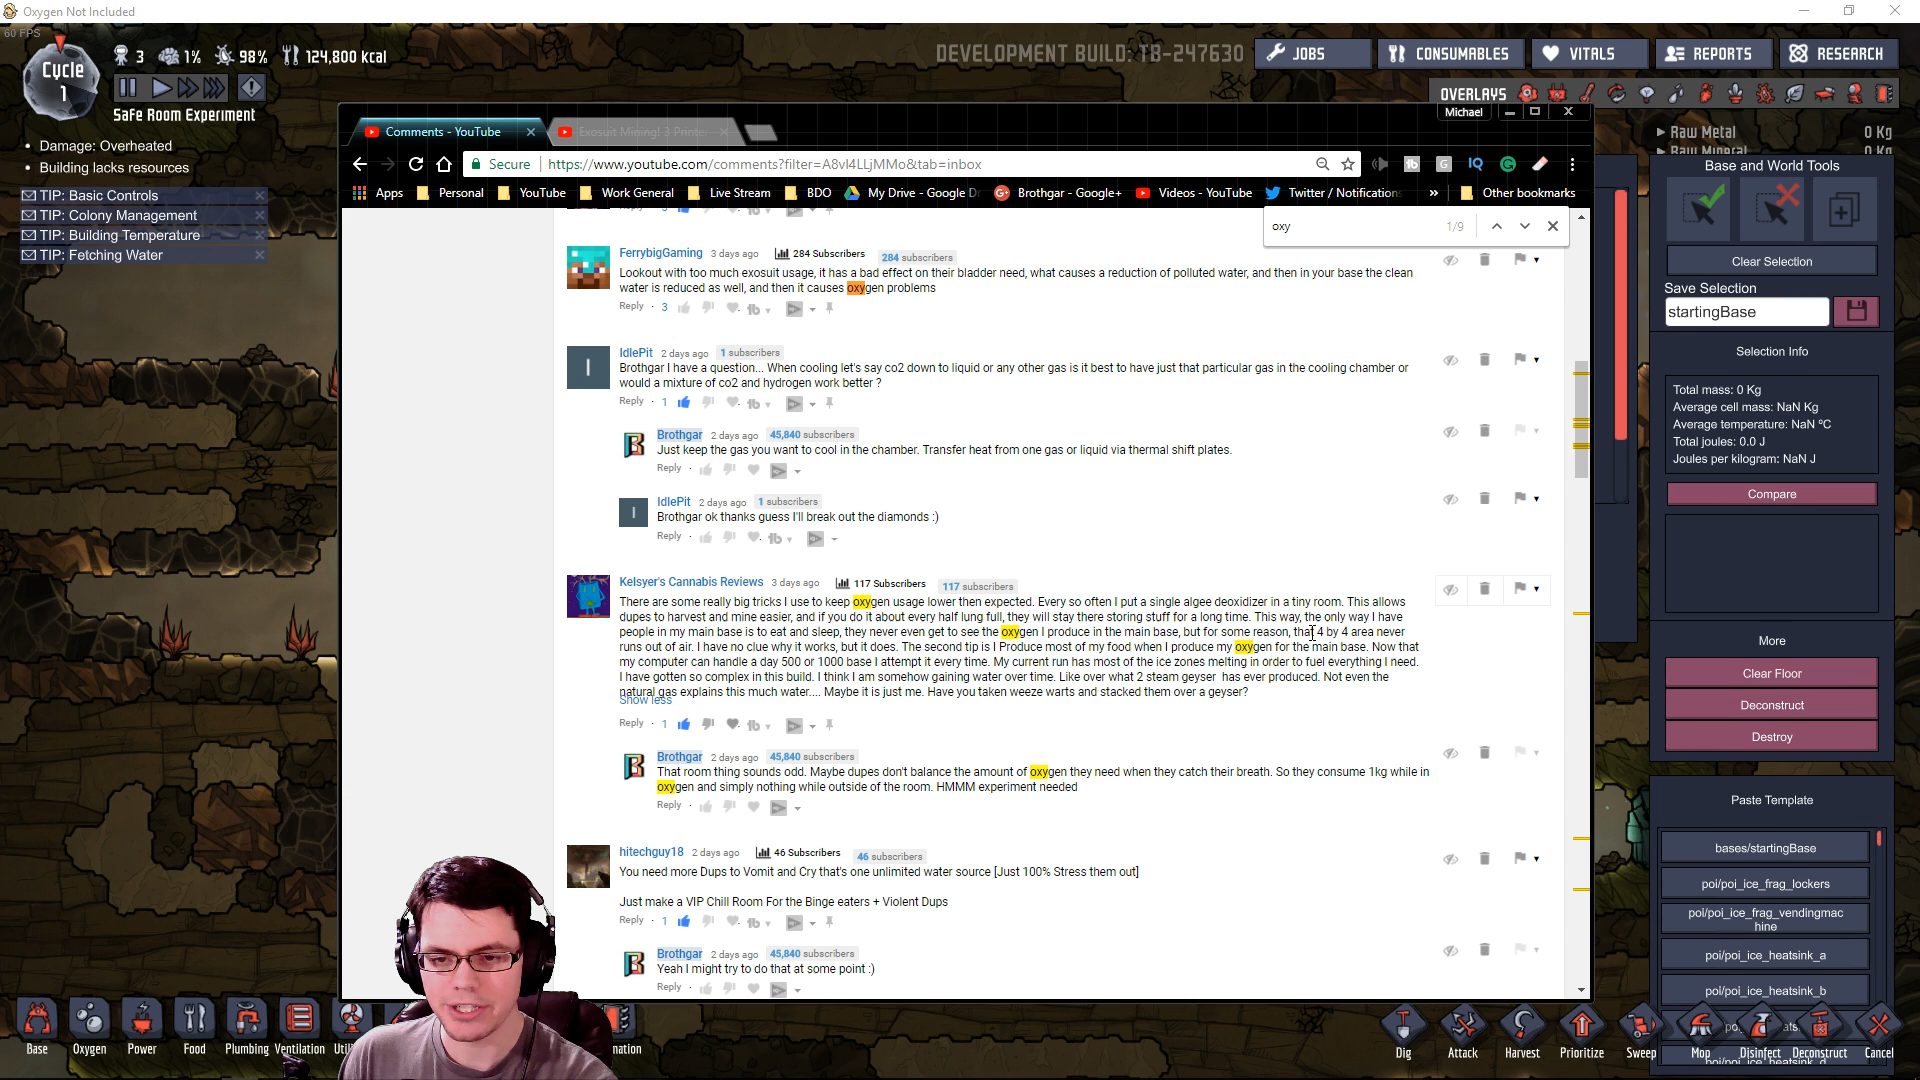 Oxygen Not Included
60 FPS
Cycle
1
3
1%
98%
124,800 kcal
Safe Room Experiment
DEVELOPMENT BUILD: TB-247630
JOBS
CONSUMABLES
VITALS
REPORTS
RESEARCH
OVERLAYS
• Damage: Overheated
• Building lacks resources
TIP: Basic Controls
TIP: Colony Management
TIP: Building Temperature
TIP: Fetching Water
Michael
Comments - YouTube
Exosuit Mining! 3 Printe
Secure
https://www.youtube.com/comments?filter=A8vl4LLjMMo&tab=inbox
Apps
Personal
YouTube
Work General
Live Stream
BDO
My Drive - Google D
Brothgar - Google+
Videos - YouTube
Twitter / Notifications
»
Other bookmarks
oxy
1/9
FerrybigGaming 3 days ago 284 Subscribers 284 subscribers
Lookout with too much exosuit usage, it has a bad effect on their bladder need, what causes a reduction of polluted water, and then in your base the clean
water is reduced as well, and then it causes oxygen problems
Reply · 3
IdlePit 2 days ago 1 subscribers
Brothgar I have a question... When cooling let's say co2 down to liquid or any other gas is it best to have just that particular gas in the cooling chamber or
would a mixture of co2 and hydrogen work better ?
Reply · 1
Brothgar 2 days ago 45,840 subscribers
Just keep the gas you want to cool in the chamber. Transfer heat from one gas or liquid via thermal shift plates.
Reply ·
IdlePit 2 days ago 1 subscribers
Brothgar ok thanks guess I'll break out the diamonds :)
Reply ·
Kelsyer's Cannabis Reviews 3 days ago 117 Subscribers 117 subscribers
There are some really big tricks I use to keep oxygen usage lower then expected. Every so often I put a single algee deoxidizer in a tiny room. This allows
dupes to harvest and mine easier, and if you do it about every half lung full, they will stay there storing stuff for a long time. This way, the only way I have
people in my main base is to eat and sleep, they never even get to see the oxygen I produce in the main base, but for some reason, that 4 by 4 area never
runs out of air. I have no clue why it works, but it does. The second tip is I Produce most of my food when I produce my oxygen for the main base. Now that
my computer can handle a day 500 or 1000 base I attempt it every time. My current run has most of the ice zones melting in order to fuel everything I need.
I have gotten so complex in this build. I think I am somehow gaining water over time. Like over what 2 steam geyser has ever produced. Not even the
natural gas explains this much water.... Maybe it is just me. Have you taken weeze warts and stacked them over a geyser?
Show less
Reply · 1
Brothgar 2 days ago 45,840 subscribers
That room thing sounds odd. Maybe dupes don't balance the amount of oxygen they need when they catch their breath. So they consume 1kg while in
oxygen and simply nothing while outside of the room. HMMM experiment needed
Reply ·
hitechguy18 2 days ago 46 Subscribers 46 subscribers
You need more Dups to Vomit and Cry that's one unlimited water source [Just 100% Stress them out]
Just make a VIP Chill Room For the Binge eaters + Violent Dups
Reply · 1
Brothgar 2 days ago 45,840 subscribers
Yeah I might try to do that at some point :)
Reply ·
Raw Metal 0 Kg
Raw Mineral 0 Kg
Base and World Tools
Clear Selection
Save Selection
startingBase
Selection Info
Total mass: 0 Kg
Average cell mass: NaN Kg
Average temperature: NaN ºC
Total joules: 0.0 J
Joules per kilogram: NaN J
Compare
More
Clear Floor
Deconstruct
Destroy
Paste Template
bases/startingBase
poi/poi_ice_frag_lockers
poi/poi_ice_frag_vendingmac
hine
poi/poi_ice_heatsink_a
poi/poi_ice_heatsink_b
Base
Oxygen
Power
Food
Plumbing
Ventilation
Dig
Attack
Harvest
Prioritize
Sweep
Mop
Disinfect
Deconstruct
Cancel